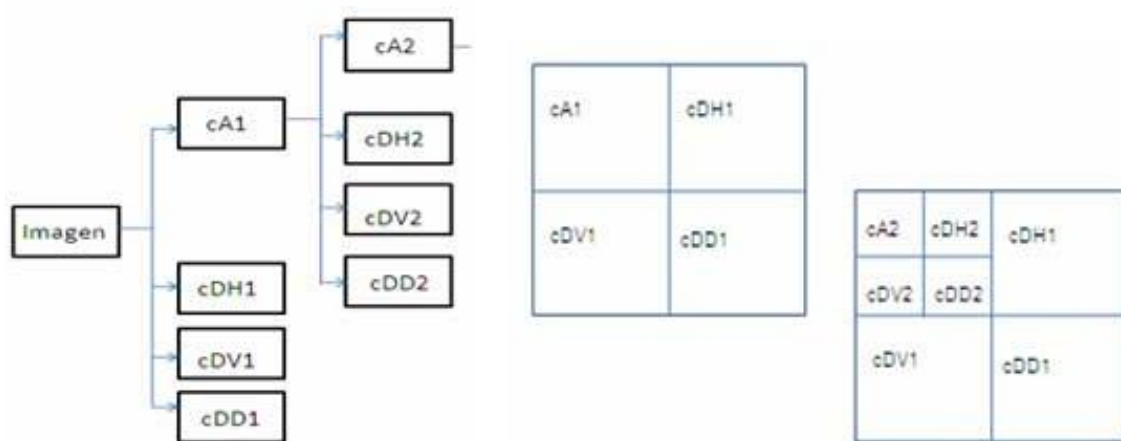 Imagen
cA1
cDH1
cDV1
cDD1
cA2
cDH2
cDV2
cDD2
cA1 cDH1
cDV1 cDD1
cA2 cDH2 cDH1
cDV2 cDD2
cDV1 cDD1